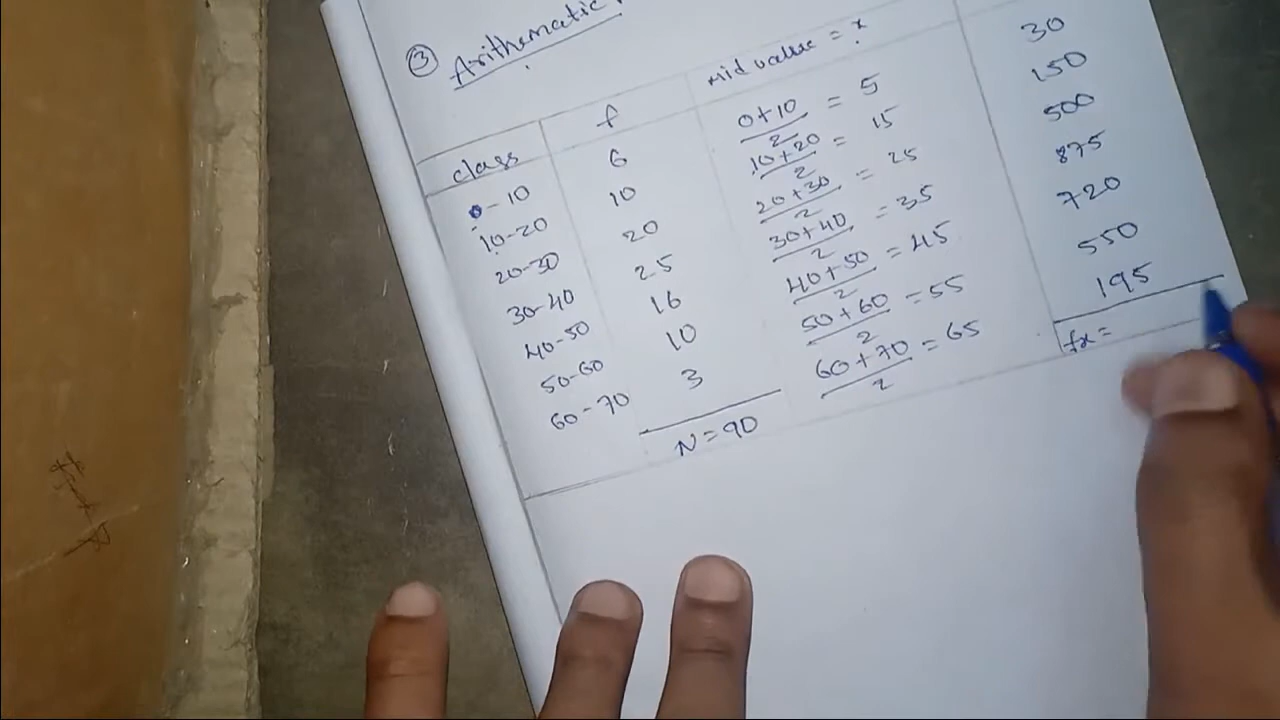 ③ Arithematic
class f mid value = x
0-10 6 0+10/2 = 5 30
10-20 10 10+20/2 = 15 150
20-30 20 20+30/2 = 25 500
30-40 25 30+40/2 = 35 875
40-50 16 40+50/2 = 45 720
50-60 10 50+60/2 = 55 550
60-70 3 60+70/2 = 65 195
N=90 fx=